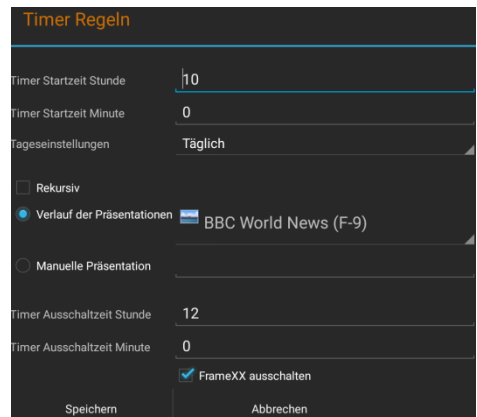 Timer Regeln
Timer Startzeit Stunde 10
Timer Startzeit Minute 0
Tageseinstellungen Täglich
Rekursiv
Verlauf der Präsentationen BBC World News (F-9)
Manuelle Präsentation
Timer Ausschaltzeit Stunde 12
Timer Ausschaltzeit Minute 0
FrameXX ausschalten
Speichern Abbrechen